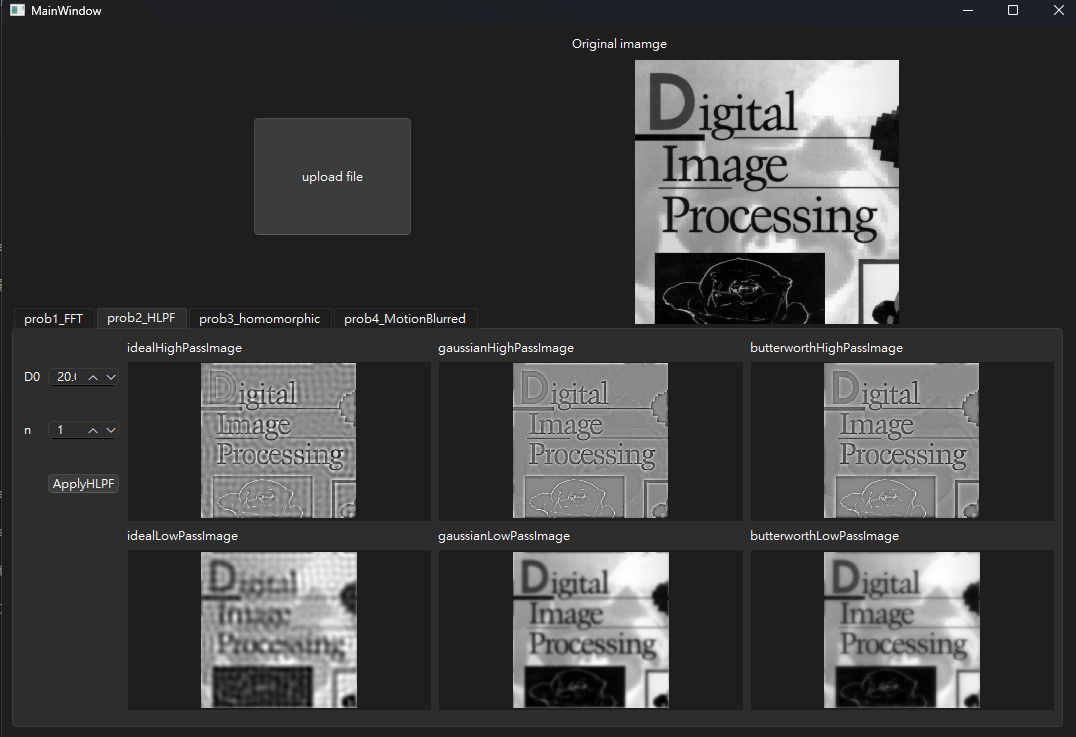 MainWindow
Original imamge
Digital
Image
Processing
upload file
prob1_FFT prob2_HLPF prob3_homomorphic prob4_MotionBlurred
idealHighPassImage gaussianHighPassImage butterworthHighPassImage
D0 20.
n 1
ApplyHLPF
Digital
Image
Processing
Digital
Image
Processing
Digital
Image
Processing
idealLowPassImage gaussianLowPassImage butterworthLowPassImage
Digital
Image
Processing
Digital
Image
Processing
Digital
Image
Processing